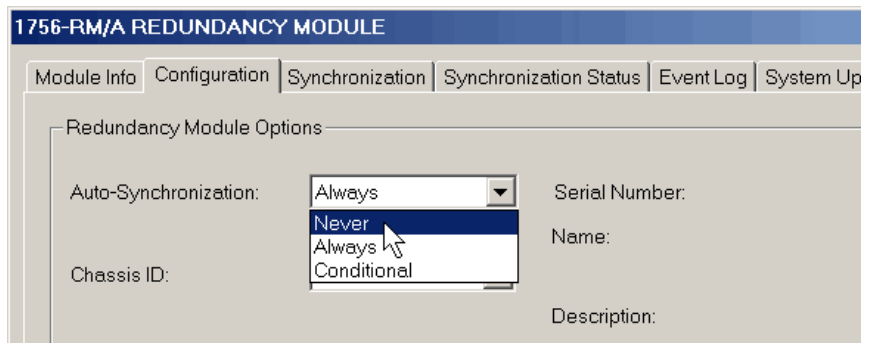 1756-RM/A REDUNDANCY MODULE
Module Info Configuration Synchronization Synchronization Status Event Log System Up
Redundancy Module Options
Auto-Synchronization: Always Serial Number:
Never
Always Name:
Conditional
Chassis ID:
Description: